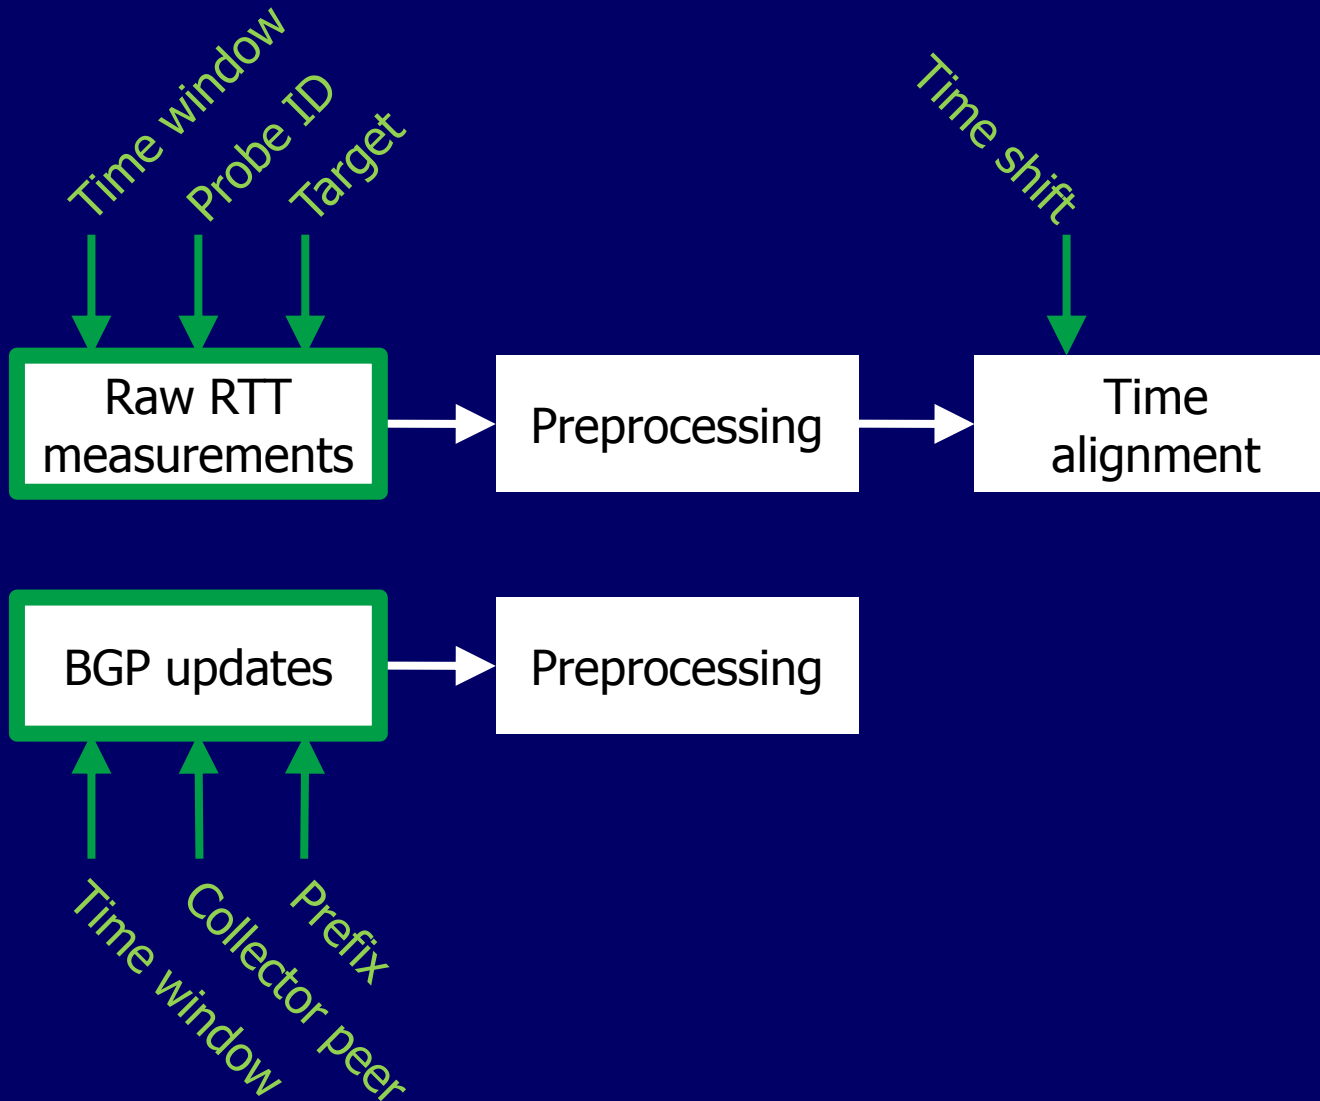 Time window
Probe ID
Target
Time shift
Raw RTT
measurements
Preprocessing
Time
alignment
BGP updates
Preprocessing
Time window
Collector peer
Prefix